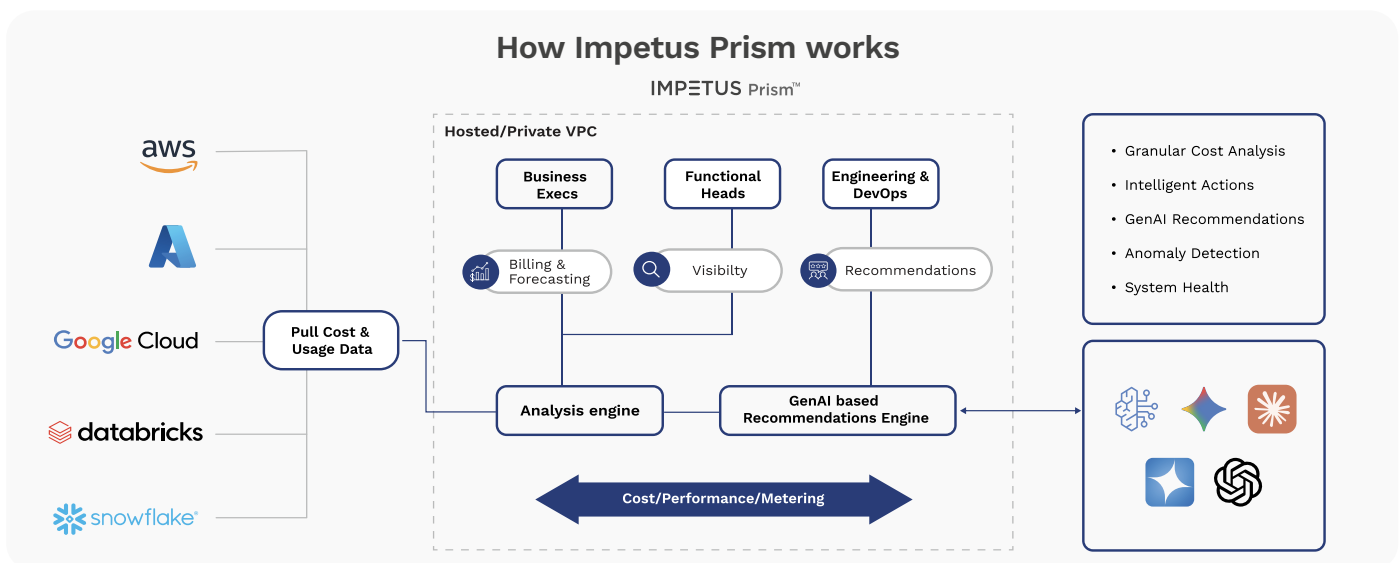 How Impetus Prism works
IMPETUS Prism™
aws
Google Cloud
databricks
snowflake®
Pull Cost &
Usage Data
Hosted/Private VPC
Business
Execs
Functional
Heads
Engineering &
DevOps
Billing &
Forecasting
Visibilty
Recommendations
Analysis engine
GenAI based
Recommendations Engine
Cost/Performance/Metering
• Granular Cost Analysis
• Intelligent Actions
• GenAI Recommendations
• Anomaly Detection
• System Health